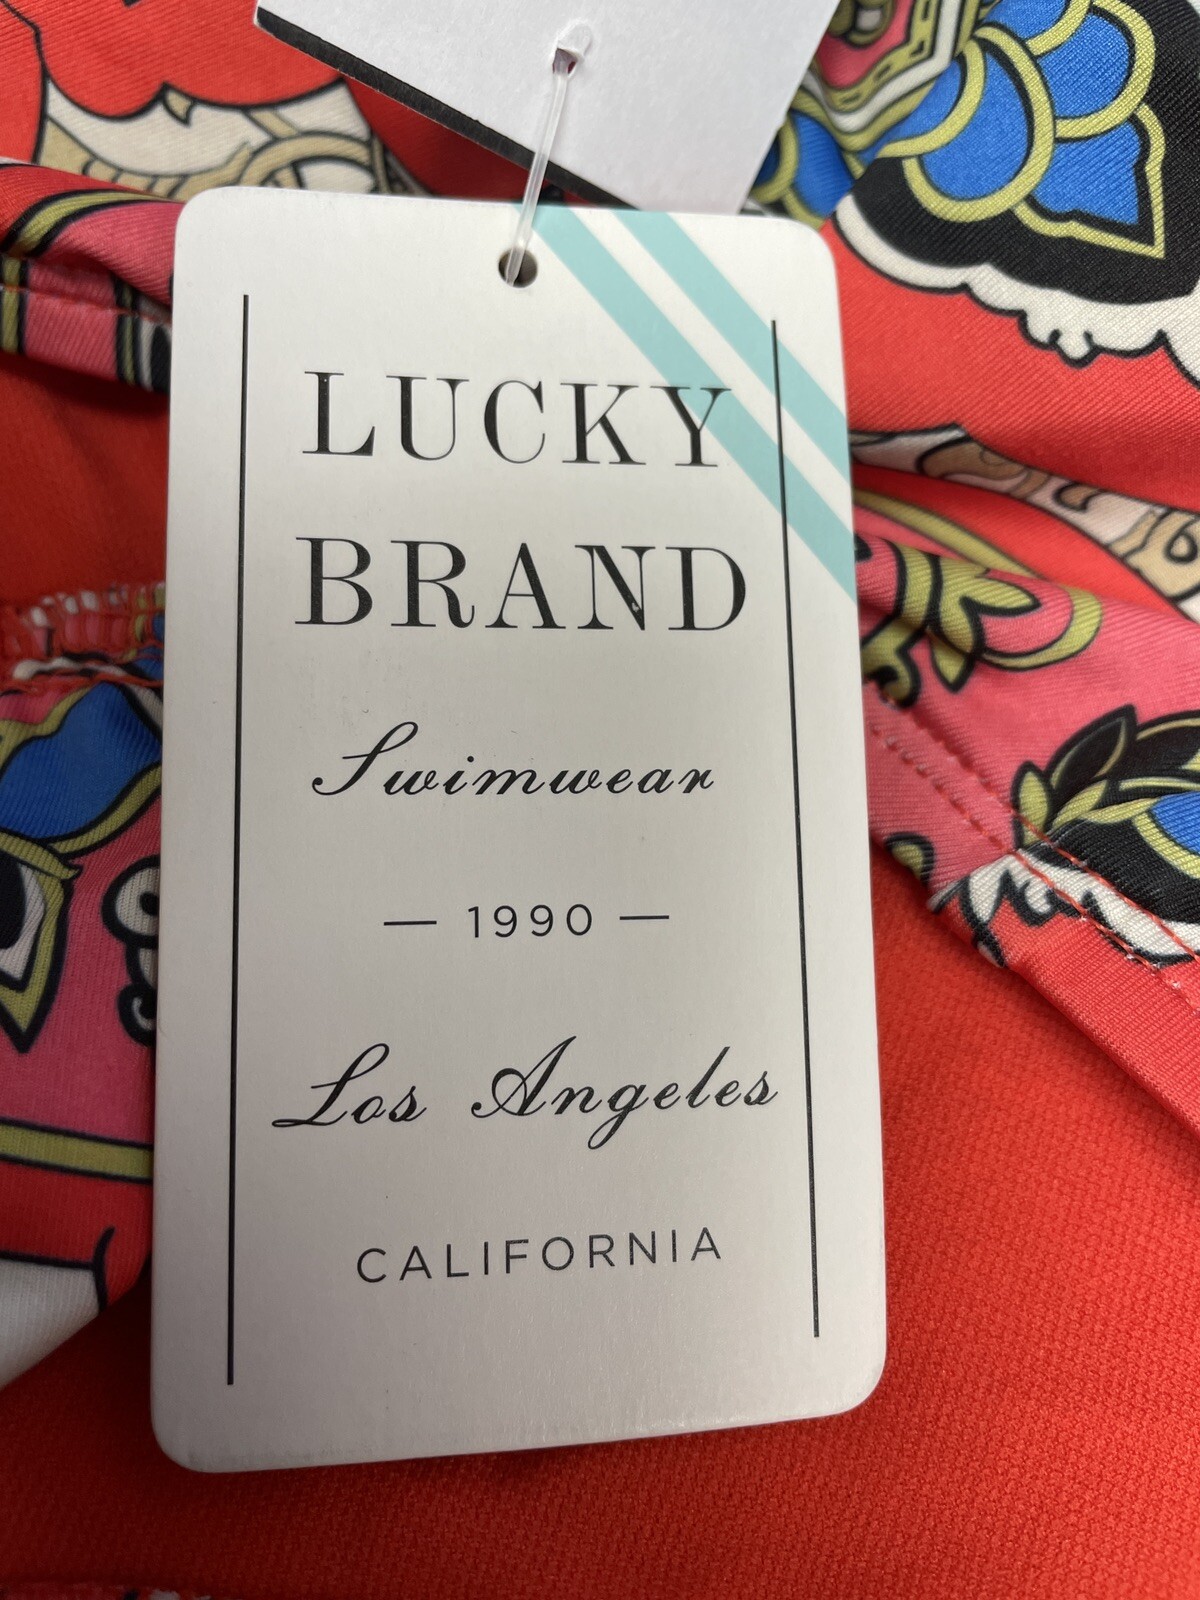 LUCKY
BRAND
Swimwear
— 1990 —
Los Angeles
CALIFORNIA